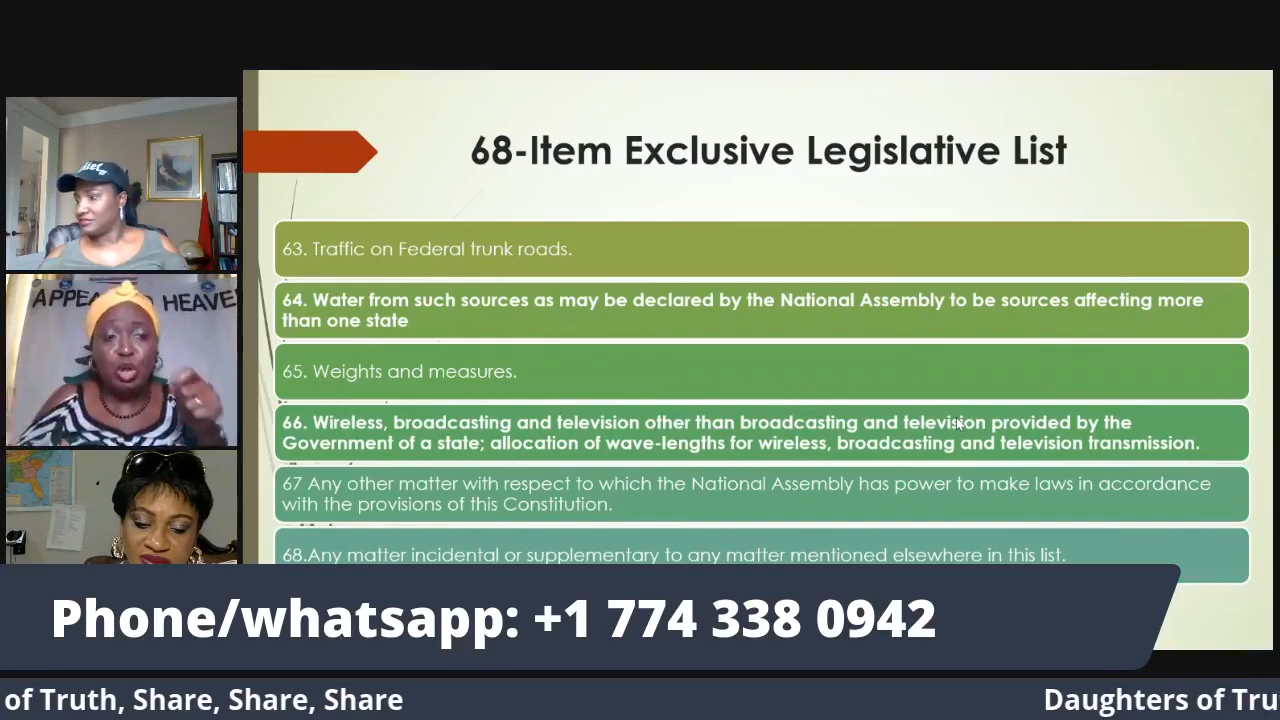 68-Item Exclusive Legislative List
63. Traffic on Federal trunk roads.
64. Water from such sources as may be declared by the National Assembly to be sources affecting more
than one state
65. Weights and measures.
66. Wireless, broadcasting and television other than broadcasting and television provided by the
Government of a state; allocation of wave-lengths for wireless, broadcasting and television transmission.
67 Any other matter with respect to which the National Assembly has power to make laws in accordance
with the provisions of this Constitution.
68.Any matter incidental or supplementary to any matter mentioned elsewhere in this list.
HEAVE
Phone/whatsapp: +1 774 338 0942
of Truth, Share, Share, Share
Daughters of Tru